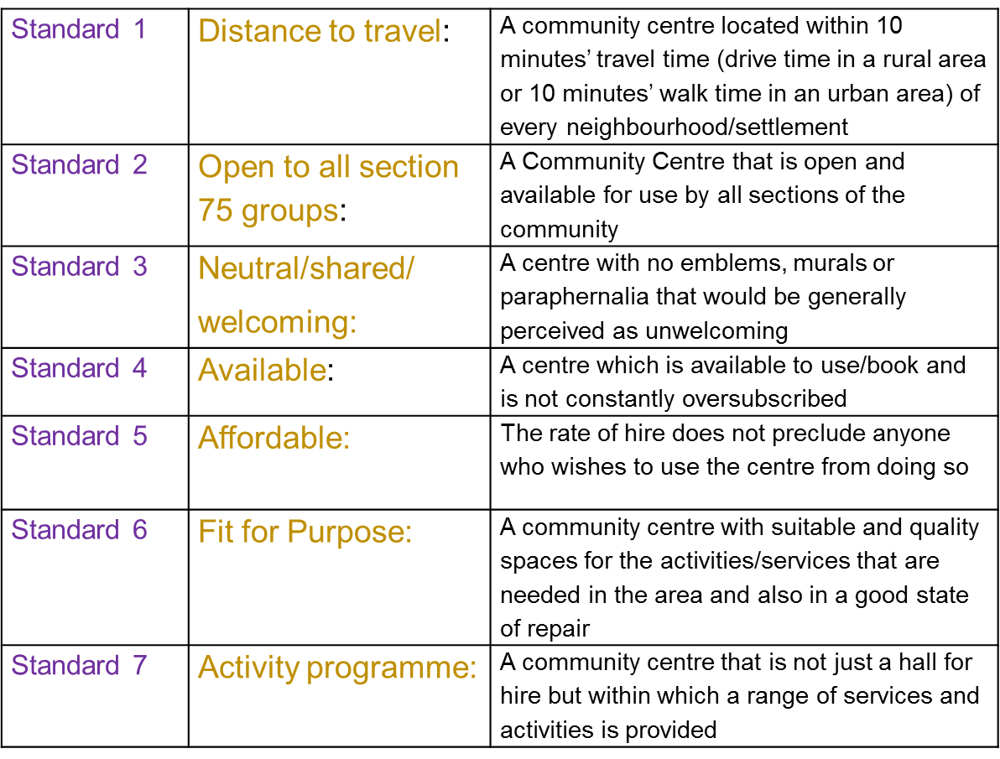 Standard 1
Distance to travel:
A community centre located within 10
minutes’ travel time (drive time in a rural area
or 10 minutes’ walk time in an urban area) of
every neighbourhood/settlement
Standard 2
Open to all section
75 groups:
A Community Centre that is open and
available for use by all sections of the
community
Standard 3
Neutral/shared/
welcoming:
A centre with no emblems, murals or
paraphernalia that would be generally
perceived as unwelcoming
Standard 4
Available:
A centre which is available to use/book and
is not constantly oversubscribed
Standard 5
Affordable:
The rate of hire does not preclude anyone
who wishes to use the centre from doing so
Standard 6
Fit for Purpose:
A community centre with suitable and quality
spaces for the activities/services that are
needed in the area and also in a good state
of repair
Standard 7
Activity programme:
A community centre that is not just a hall for
hire but within which a range of services and
activities is provided